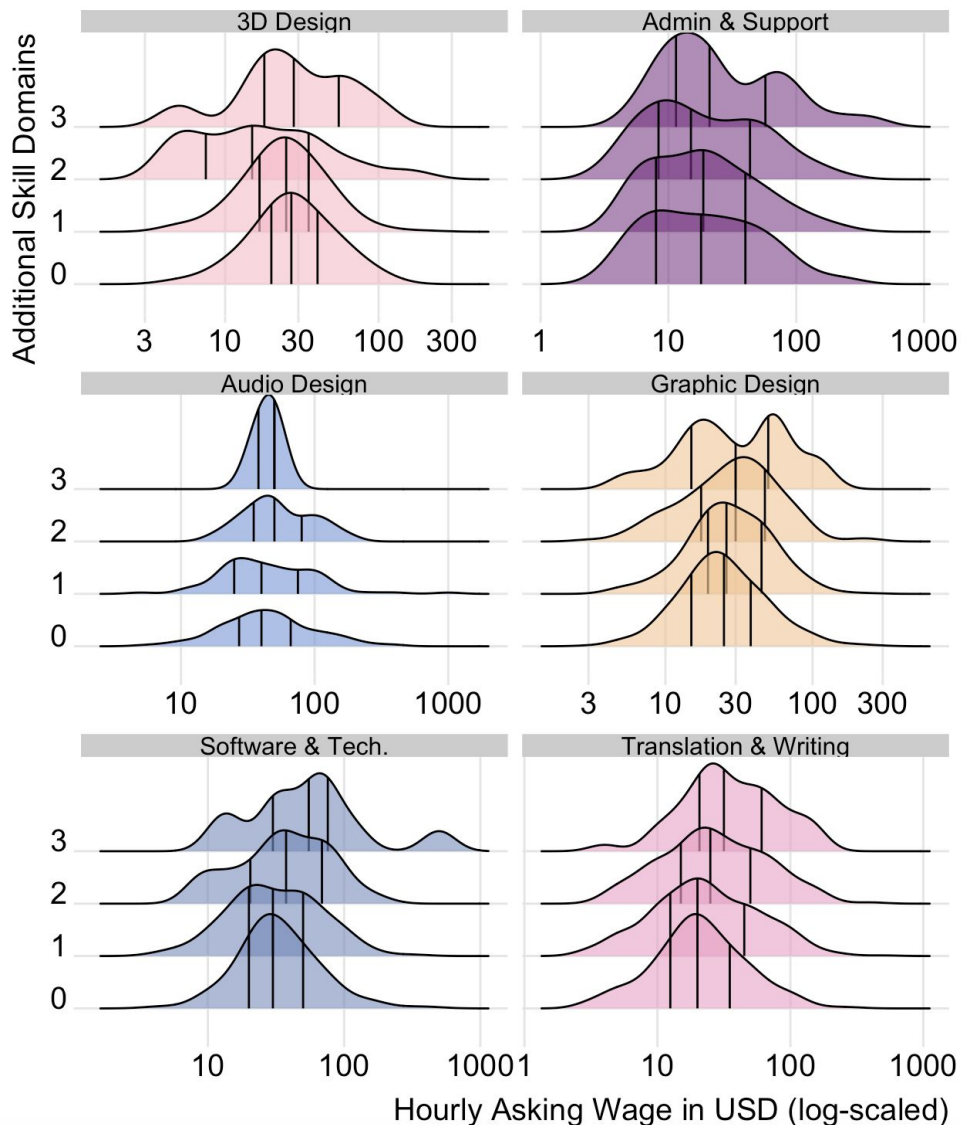 3D Design
Admin & Support
Additional Skill Domains
3
2
1
0
3 10 30 100 300
1 10 100 1000
Audio Design
Graphic Design
3
2
1
0
10 100 1000
3 10 30 100 300
Software & Tech.
Translation & Writing
3
2
1
0
10 100 1000
10 100 1000
Hourly Asking Wage in USD (log-scaled)